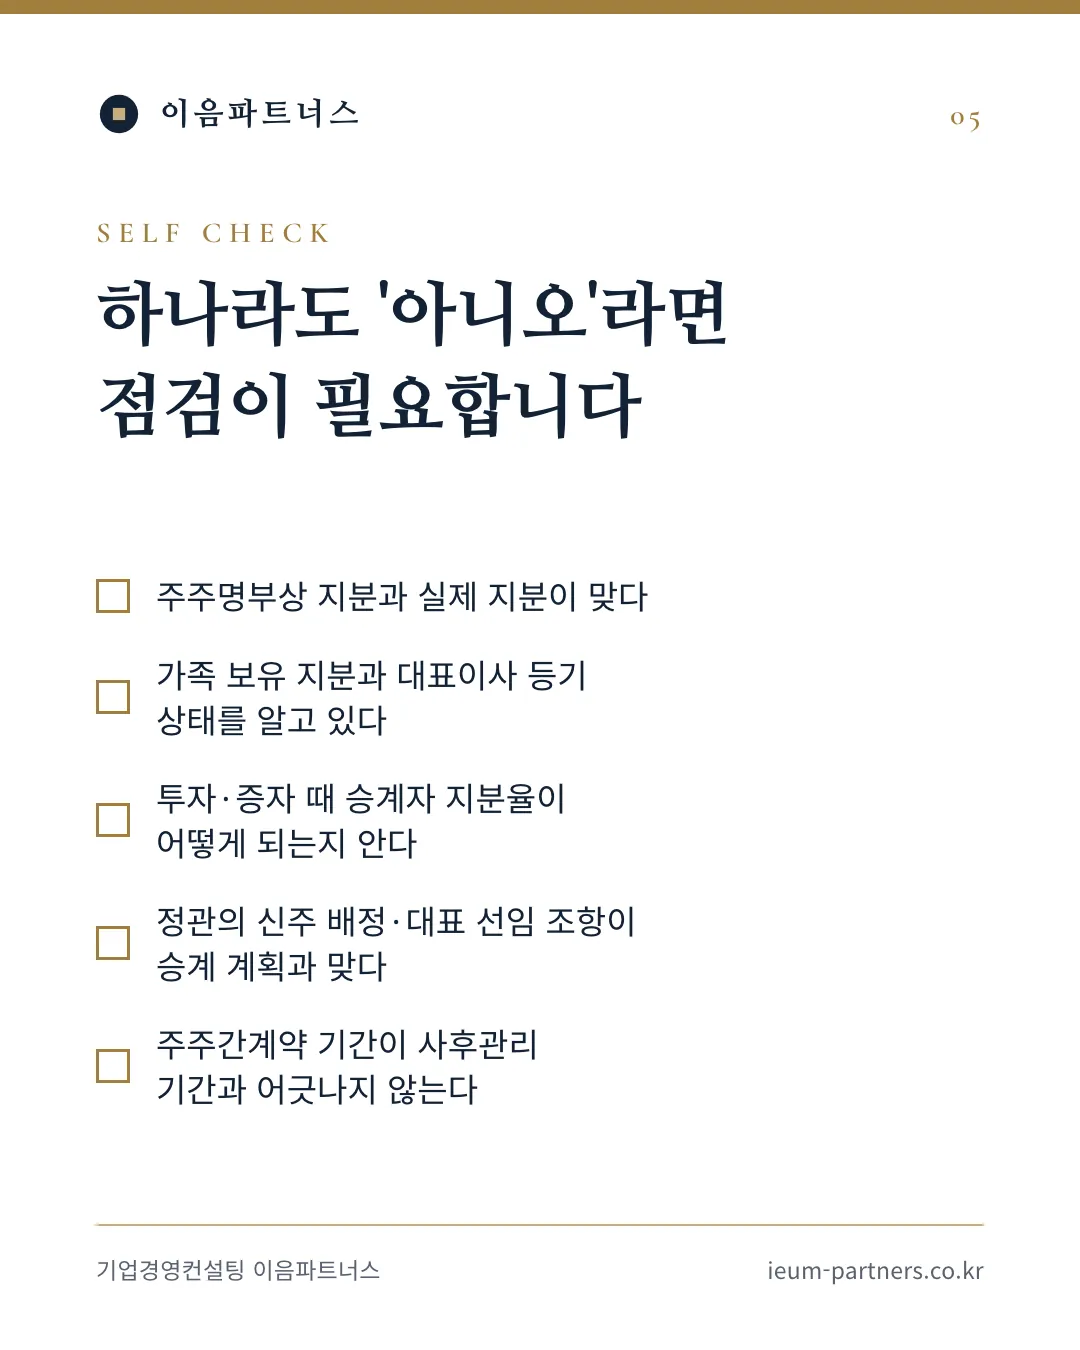 이음파트너스
05
SELF CHECK
하나라도 '아니오'라면
점검이 필요합니다
주주명부상 지분과 실제 지분이 맞다
가족 보유 지분과 대표이사 등기
상태를 알고 있다
투자·증자 때 승계자 지분율이
어떻게 되는지 안다
정관의 신주 배정·대표 선임 조항이
승계 계획과 맞다
주주간계약 기간이 사후관리
기간과 어긋나지 않는다
기업경영컨설팅 이음파트너스
ieum-partners.co.kr